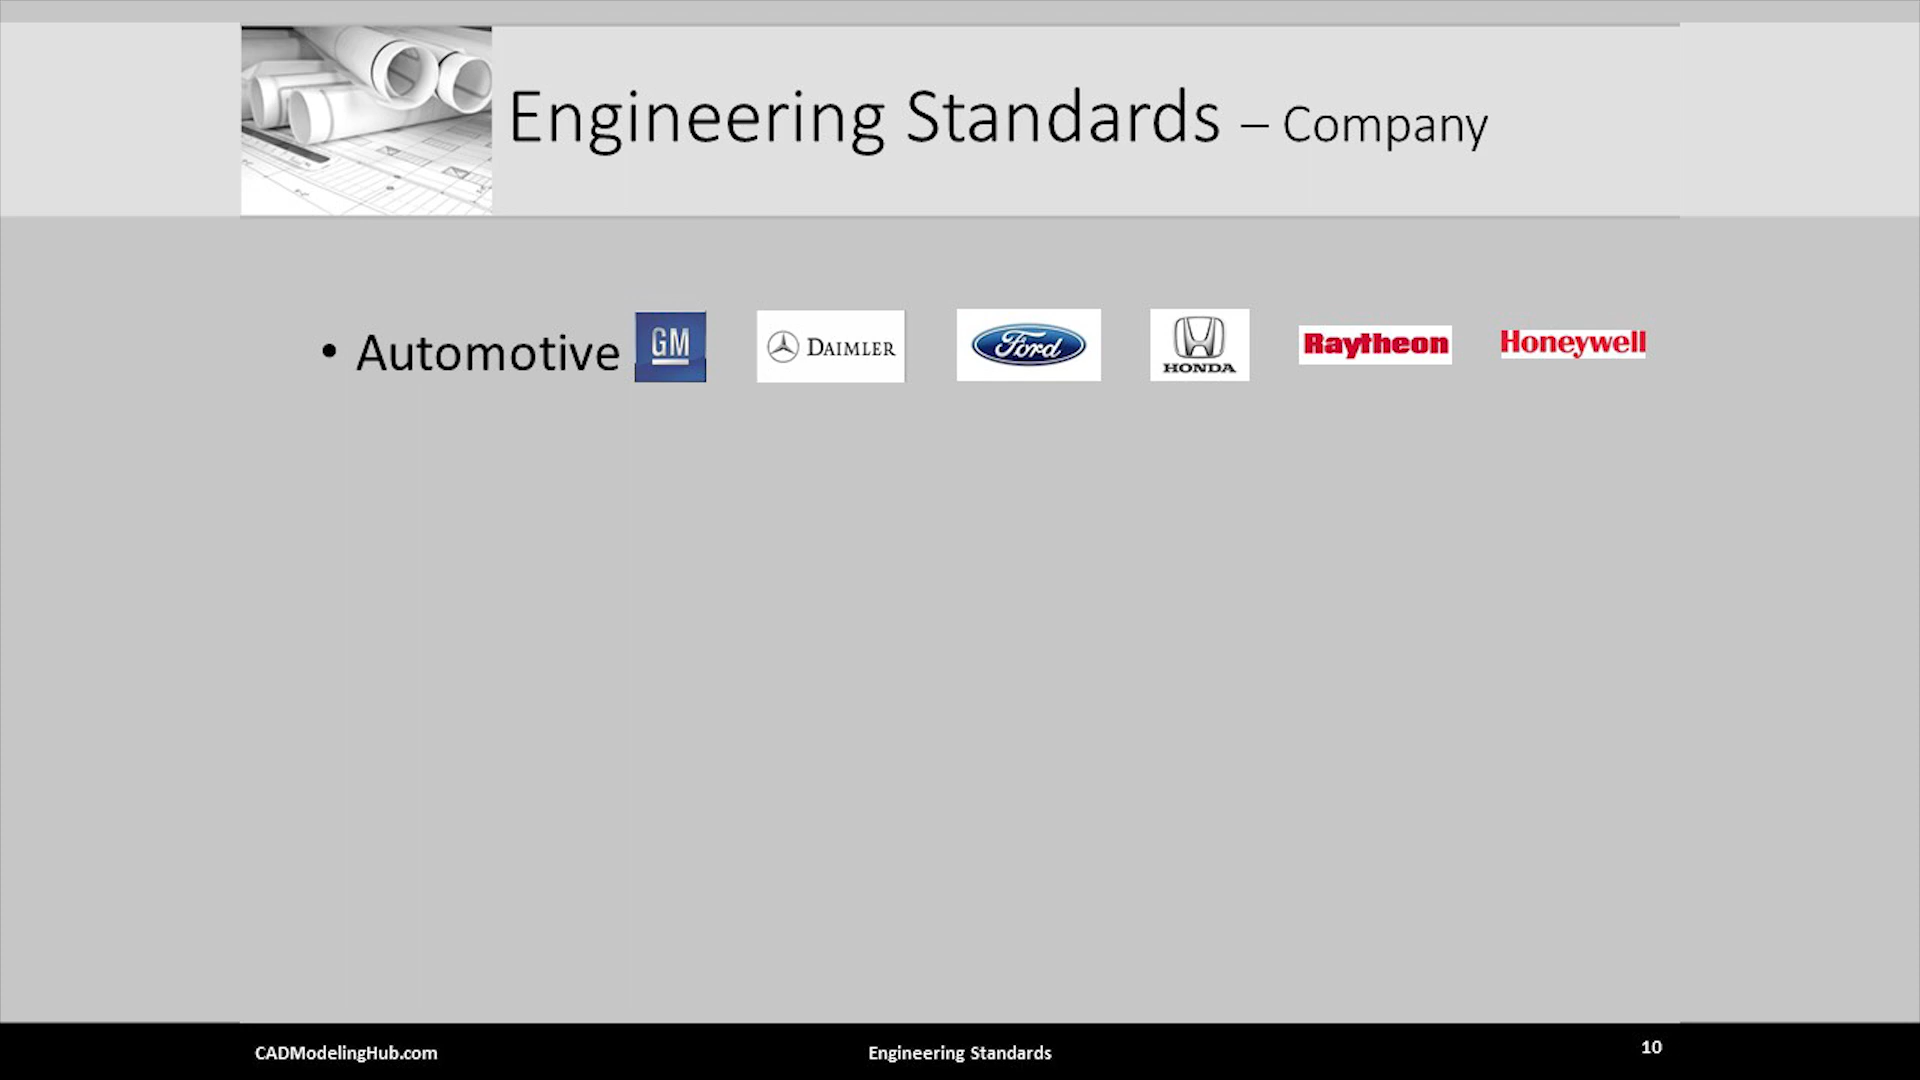 Engineering Standards – Company
• Automotive GM DAIMLER Ford HONDA Raytheon Honeywell
CADModelingHub.com Engineering Standards 10